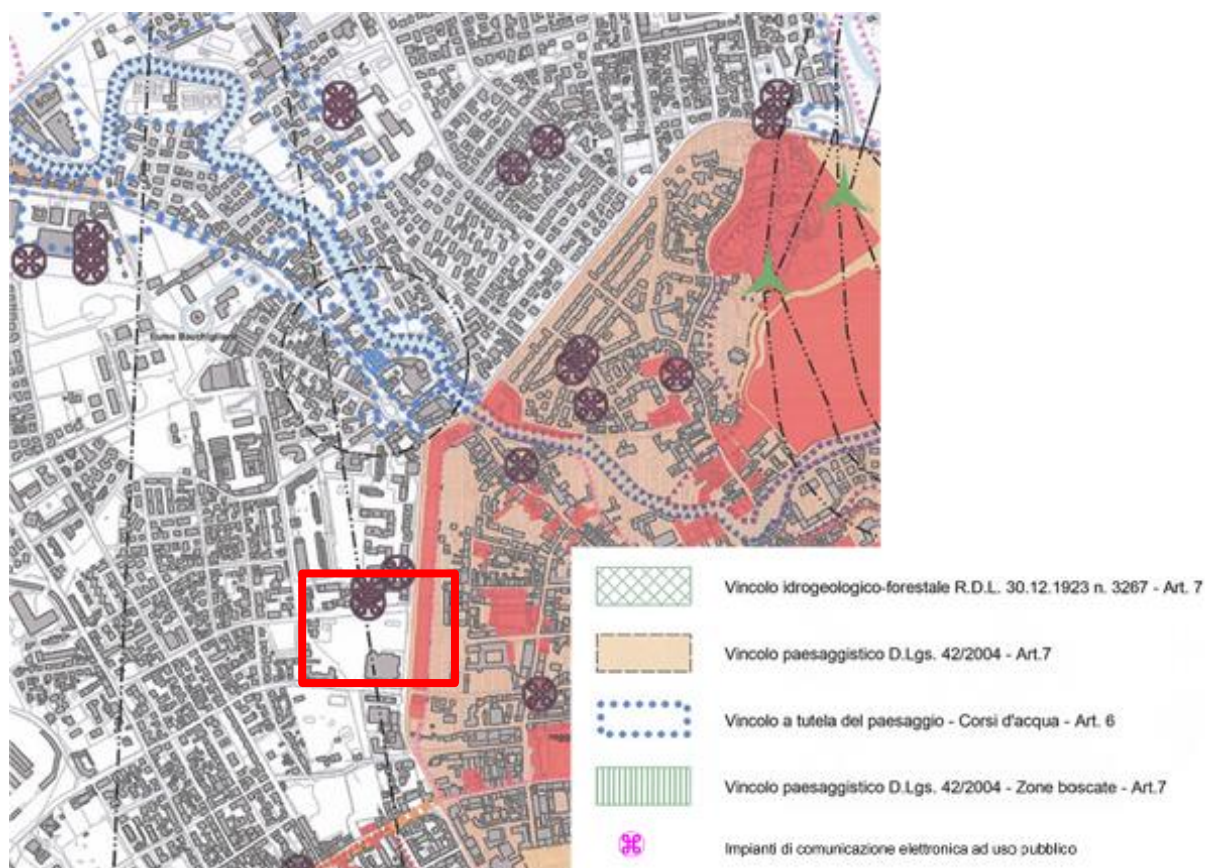 Vincolo idrogeologico-forestale R.D.L. 30.12.1923 n. 3267 - Art. 7
Vincolo paesaggistico D.Lgs. 42/2004 - Art.7
Vincolo a tutela del paesaggio - Corsi d'acqua - Art. 6
Vincolo paesaggistico D.Lgs. 42/2004 - Zone boscate - Art.7
Impianti di comunicazione elettronica ad uso pubblico